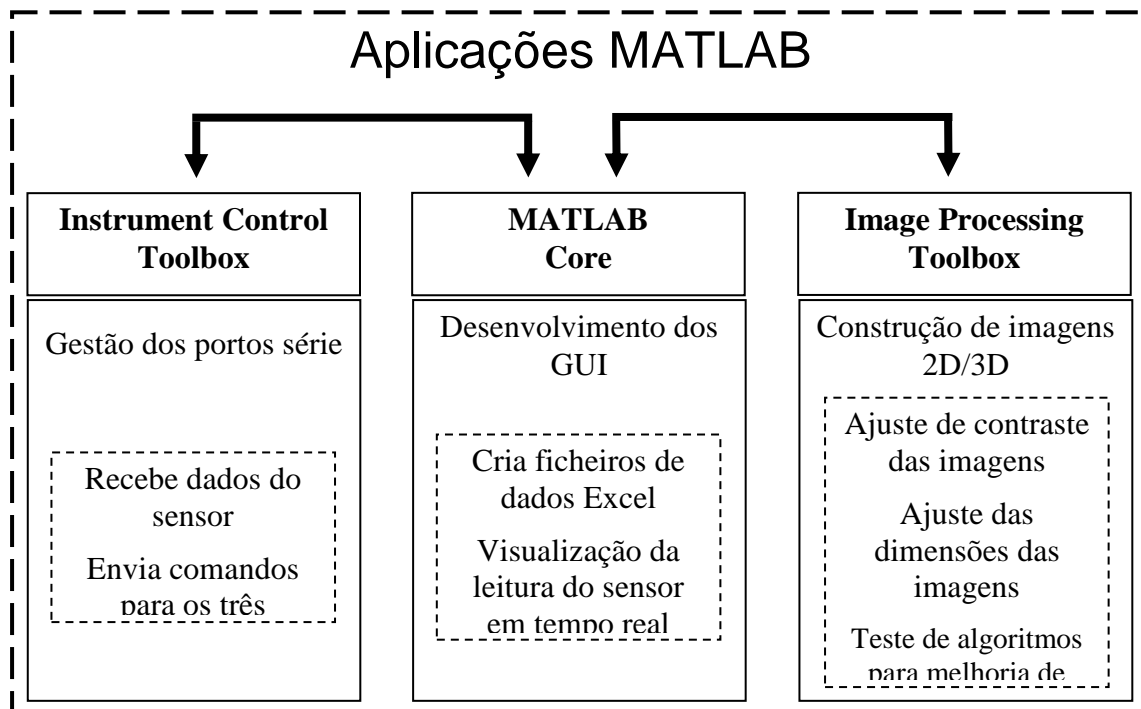 Aplicações MATLAB
Instrument Control
Toolbox
Gestão dos portos série
Recebe dados do
sensor
Envia comandos
para os três
MATLAB
Core
Desenvolvimento dos
GUI
Cria ficheiros de
dados Excel
Visualização da
leitura do sensor
em tempo real
Image Processing
Toolbox
Construção de imagens
2D/3D
Ajuste de contraste
das imagens
Ajuste das
dimensões das
imagens
Teste de algoritmos
para melhoria de